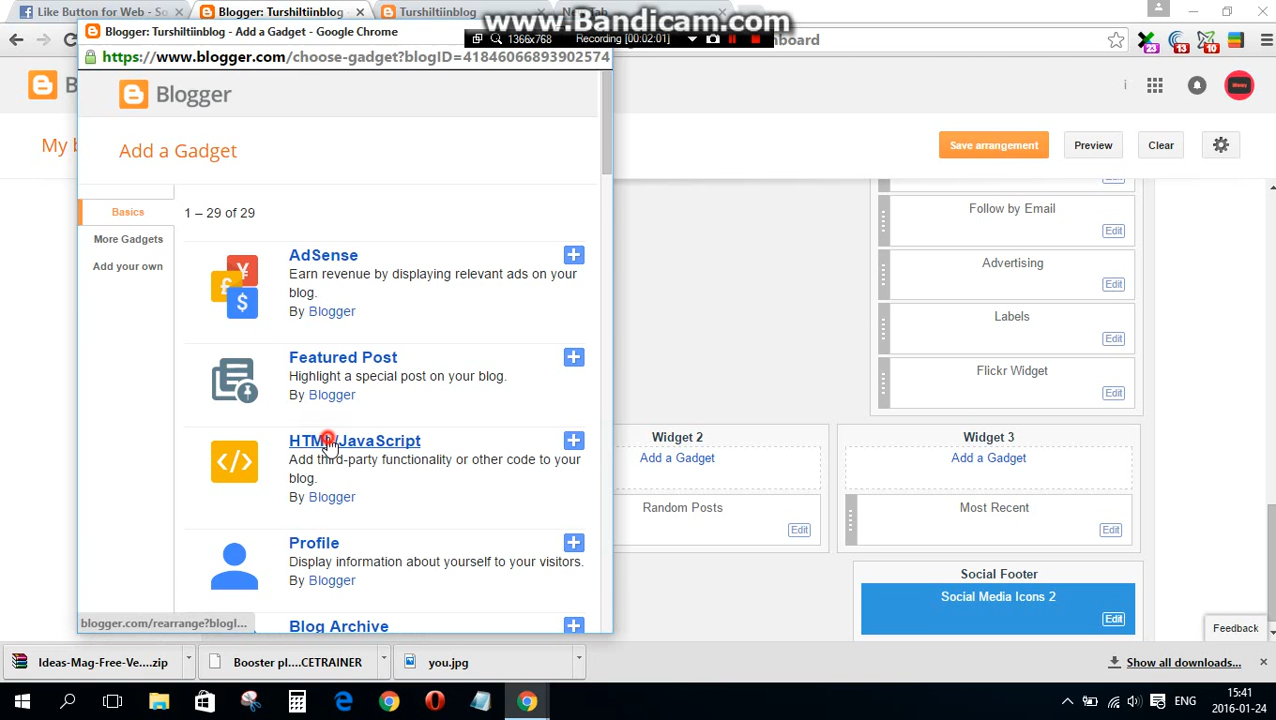 Like Button for Web - So
Blogger: Turshiltiinblog
Turshiltiinblog
www.Bandicam.com
Blogger: Turshiltiinblog - Add a Gadget - Google Chrome
1366x768
Recording [00:02:01]
board
https://www.blogger.com/choose-gadget?blogID=41846066893902574
23
13
10
Blogger
My b
Add a Gadget
Save arrangement
Preview
Clear
Basics
More Gadgets
Add your own
1 – 29 of 29
AdSense
Earn revenue by displaying relevant ads on your
blog.
By Blogger
Featured Post
Highlight a special post on your blog.
By Blogger
HTML/JavaScript
Add third-party functionality or other code to your
blog.
By Blogger
Profile
Display information about yourself to your visitors.
By Blogger
Blog Archive
blogger.com/rearrange?blogI...
Follow by Email
Edit
Advertising
Edit
Labels
Edit
Flickr Widget
Edit
Widget 2
Add a Gadget
Random Posts
Edit
Widget 3
Add a Gadget
Most Recent
Edit
Social Footer
Social Media Icons 2
Edit
Feedback
Ideas-Mag-Free-Ve....zip
Booster pl....CETRAINER
you.jpg
Show all downloads...
ENG
15:41
2016-01-24